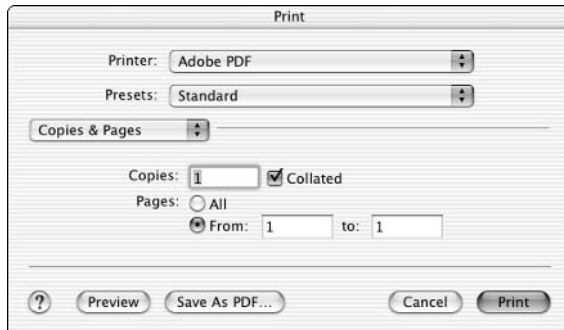 Print
Printer: Adobe PDF
Presets: Standard
Copies & Pages
Copies: 1 Collated
Pages: All
From: 1 to: 1
? Preview Save As PDF... Cancel Print